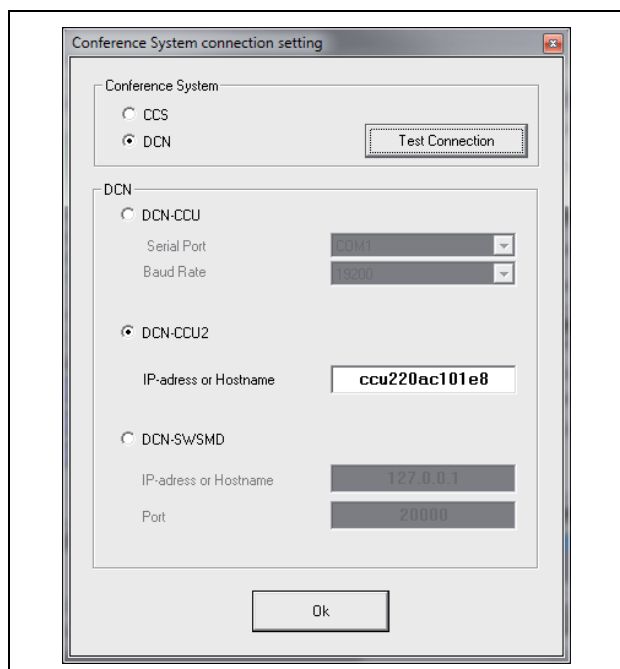 Conference System connection setting
Conference System
CCS
DCN
Test Connection
DCN
DCN-CCU
Serial Port COM1
Baud Rate 19200
DCN-CCU2
IP-adress or Hostname ccu220ac101e8
DCN-SWSMD
IP-adress or Hostname 127.0.0.1
Port 20000
Ok